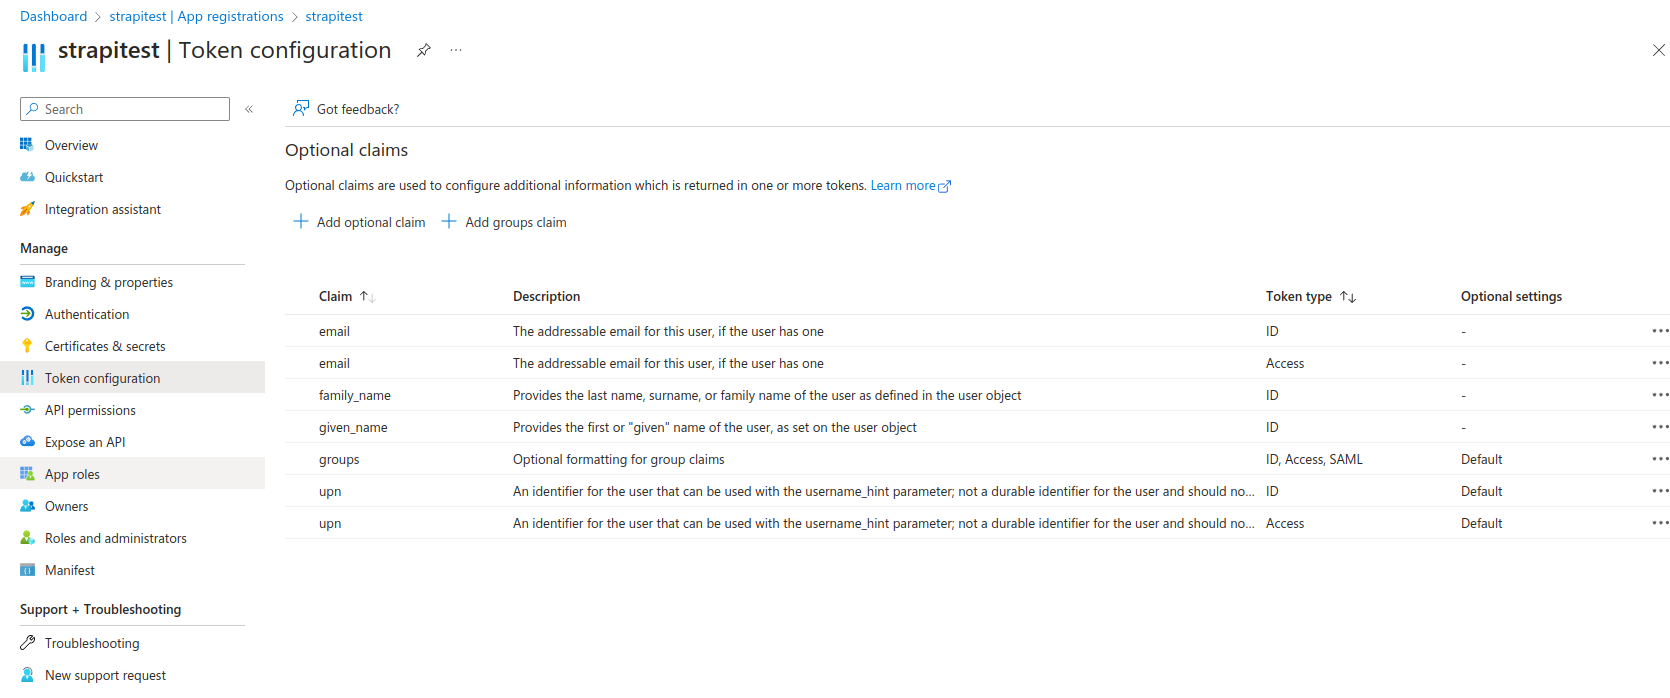 Dashboard > strapitest | App registrations > strapitest
strapitest | Token configuration
Search
Overview
Quickstart
Integration assistant
Manage
Branding & properties
Authentication
Certificates & secrets
Token configuration
API permissions
Expose an API
App roles
Owners
Roles and administrators
Manifest
Support + Troubleshooting
Troubleshooting
New support request
Got feedback?
Optional claims
Optional claims are used to configure additional information which is returned in one or more tokens. Learn more
Add optional claim Add groups claim
Claim Description Token type Optional settings
email The addressable email for this user, if the user has one ID -
email The addressable email for this user, if the user has one Access -
family_name Provides the last name, surname, or family name of the user as defined in the user object ID -
given_name Provides the first or "given" name of the user, as set on the user object ID -
groups Optional formatting for group claims ID, Access, SAML Default
upn An identifier for the user that can be used with the username_hint parameter; not a durable identifier for the user and should no... ID Default
upn An identifier for the user that can be used with the username_hint parameter; not a durable identifier for the user and should no... Access Default